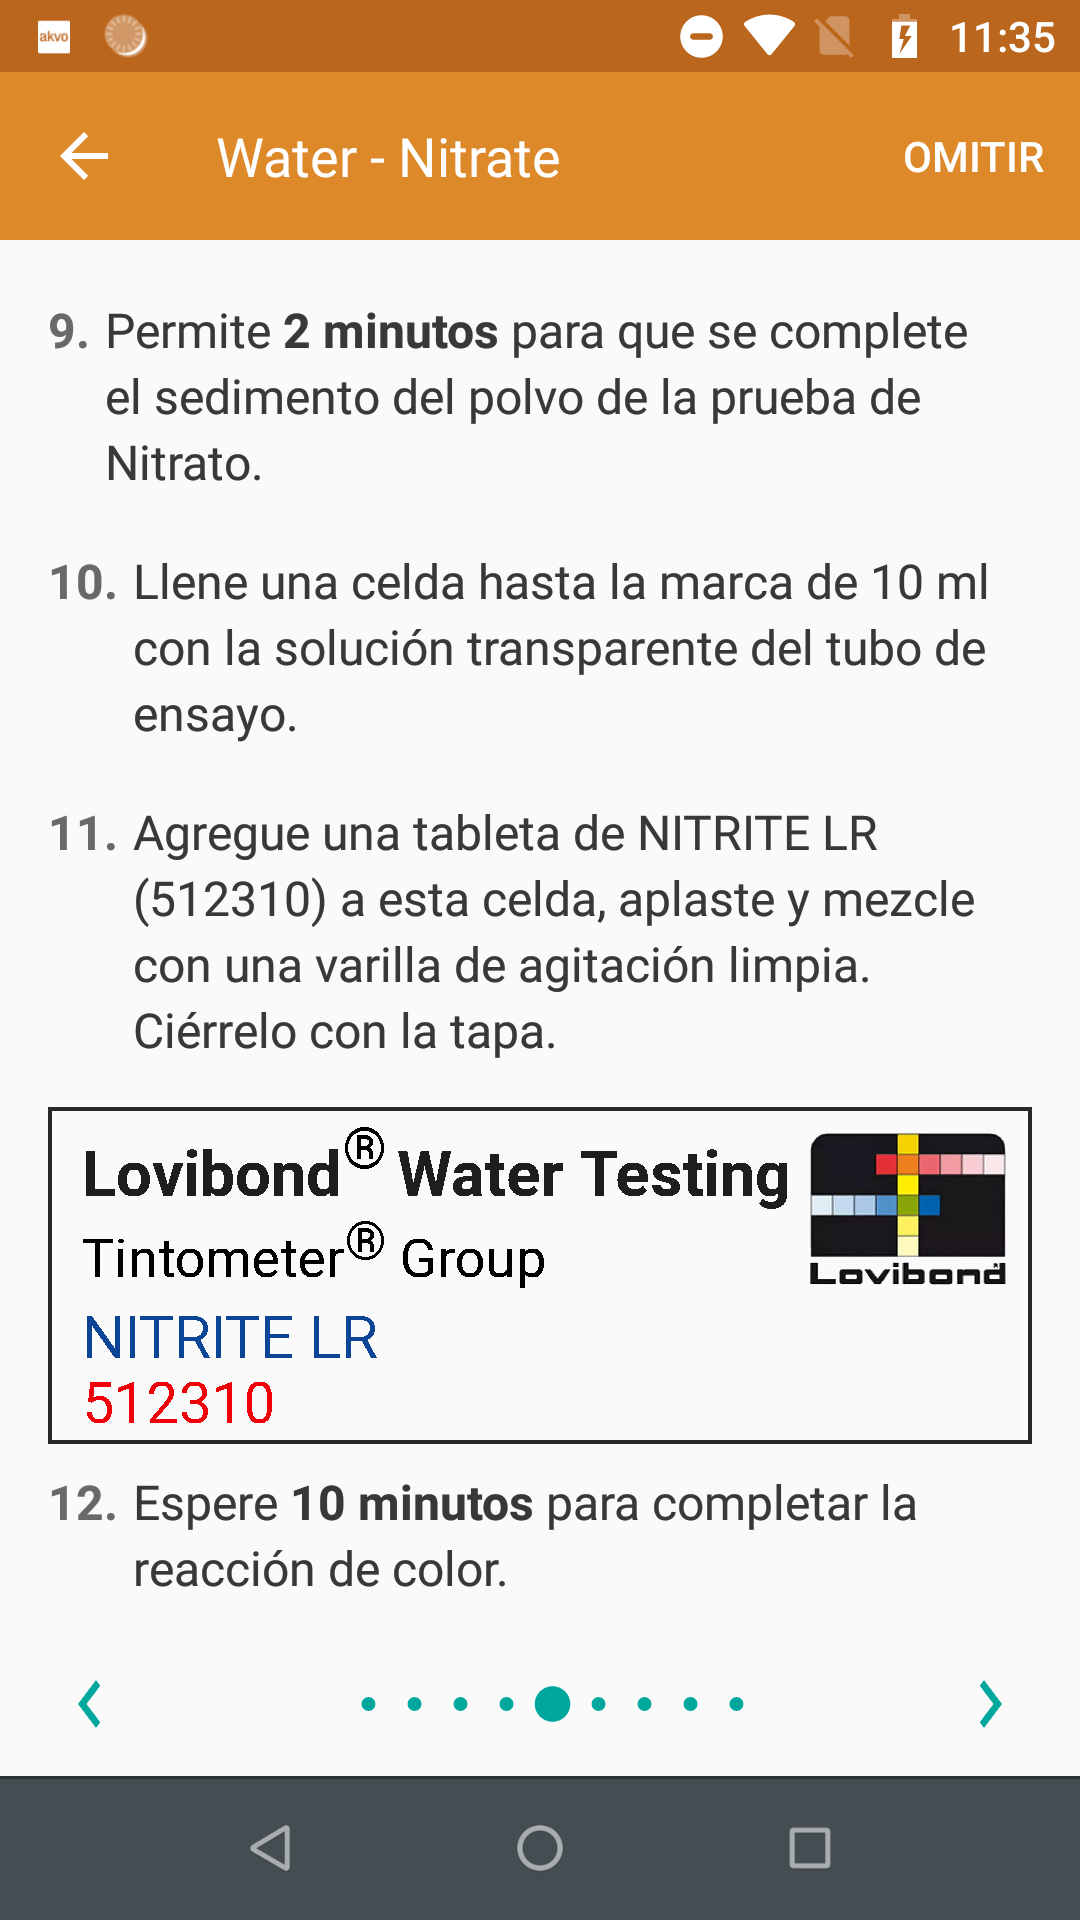 akvo
11:35
Water - Nitrate
OMITIR
9. Permite 2 minutos para que se complete
el sedimento del polvo de la prueba de
Nitrato.
10. Llene una celda hasta la marca de 10 ml
con la solución transparente del tubo de
ensayo.
11. Agregue una tableta de NITRITE LR
(512310) a esta celda, aplaste y mezcle
con una varilla de agitación limpia.
Ciérrelo con la tapa.
Lovibond® Water Testing
Tintometer® Group
Lovibond
NITRITE LR
512310
12. Espere 10 minutos para completar la
reacción de color.